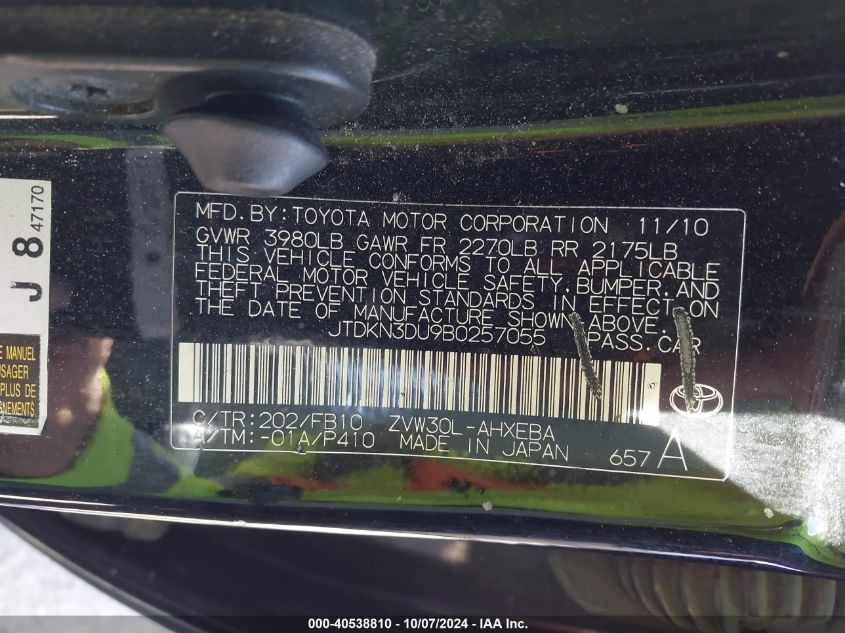 J 8 47170
E MANUEL
USAGER
PLUS DE
GNEMENTS
MFD.BY:TOYOTA MOTOR CORPORATION 11/10
GVWR 3980LB GAWR FR 2270LB RR 2175LB
THIS VEHICLE CONFORMS TO ALL APPLICABLE
FEDERAL MOTOR VEHICLE SAFETY,BUMPER,AND
THEFT PREVENTION STANDARDS IN EFFECT ON
THE DATE OF MANUFACTURE SHOWN ABOVE.
JTDKN3DU9B0257055 PASS.CAR
C/TR:202/FB10 ZVW30L-AHXEBA
A/TM:-01A/P410 MADE IN JAPAN 657 A
000-40538810 - 10/07/2024 - IAA Inc.